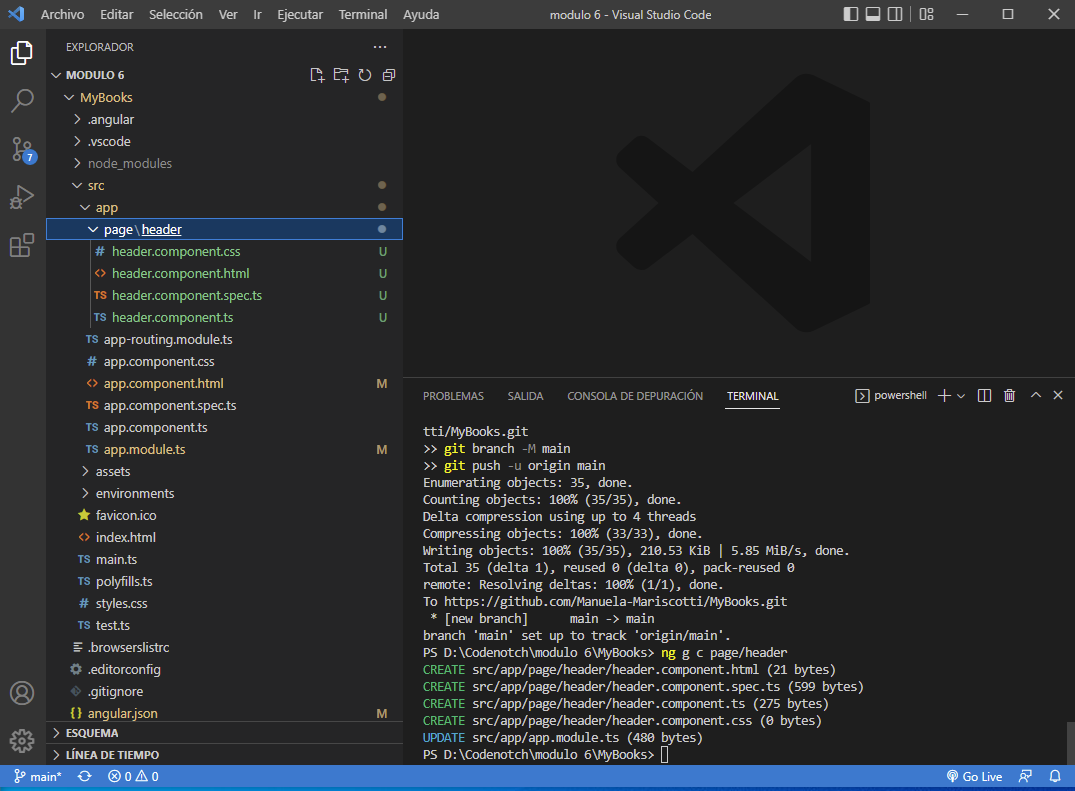 Archivo Editar Selección Ver Ir Ejecutar Terminal Ayuda modulo 6 - Visual Studio Code
EXPLORADOR
MODULO 6
MyBooks
.angular
.vscode
node_modules
src
app
page\header
# header.component.css U
<> header.component.html U
TS header.component.spec.ts U
TS header.component.ts U
TS app-routing.module.ts
# app.component.css
<> app.component.html M
TS app.component.spec.ts
TS app.component.ts
TS app.module.ts M
assets
environments
favicon.ico
<> index.html
TS main.ts
TS polyfills.ts
# styles.css
TS test.ts
.browserslistrc
.editorconfig
.gitignore
{} angular.json M
ESQUEMA
LÍNEA DE TIEMPO
7
PROBLEMAS SALIDA CONSOLA DE DEPURACIÓN TERMINAL powershell
tti/MyBooks.git
>> git branch -M main
>> git push -u origin main
Enumerating objects: 35, done.
Counting objects: 100% (35/35), done.
Delta compression using up to 4 threads
Compressing objects: 100% (33/33), done.
Writing objects: 100% (35/35), 210.53 KiB | 5.85 MiB/s, done.
Total 35 (delta 1), reused 0 (delta 0), pack-reused 0
remote: Resolving deltas: 100% (1/1), done.
To https://github.com/Manuela-Mariscotti/MyBooks.git
* [new branch] main -> main
branch 'main' set up to track 'origin/main'.
PS D:\Codenotch\modulo 6\MyBooks> ng g c page/header
CREATE src/app/page/header/header.component.html (21 bytes)
CREATE src/app/page/header/header.component.spec.ts (599 bytes)
CREATE src/app/page/header/header.component.ts (275 bytes)
CREATE src/app/page/header/header.component.css (0 bytes)
UPDATE src/app/app.module.ts (480 bytes)
PS D:\Codenotch\modulo 6\MyBooks>
main* 0 0 Go Live